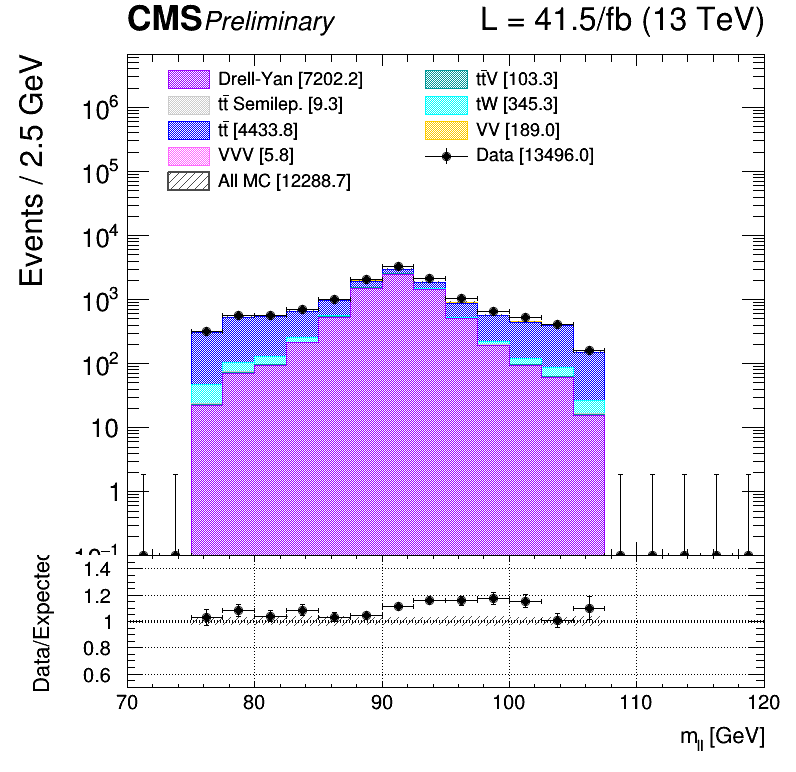 CMS Preliminary L = 41.5/fb (13 TeV)
Events / 2.5 GeV
Drell-Yan [7202.2]
tt̄ Semilep. [9.3]
tt̄ [4433.8]
VVV [5.8]
All MC [12288.7]
tt̄V [103.3]
tW [345.3]
VV [189.0]
Data [13496.0]
10⁶
10⁵
10⁴
10³
10²
10
1
10⁻¹
Data/Expected
1.4
1.2
1
0.8
0.6
70 80 90 100 110 120
m_ll [GeV]